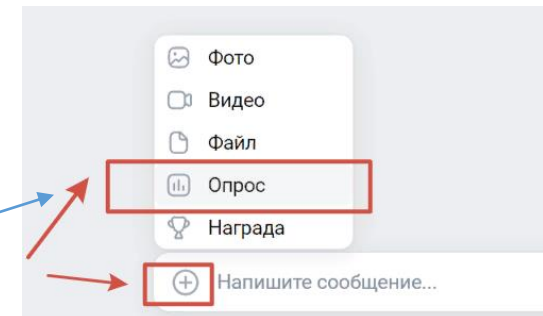 Фото
Видео
Файл
Опрос
Награда
Напишите сообщение...